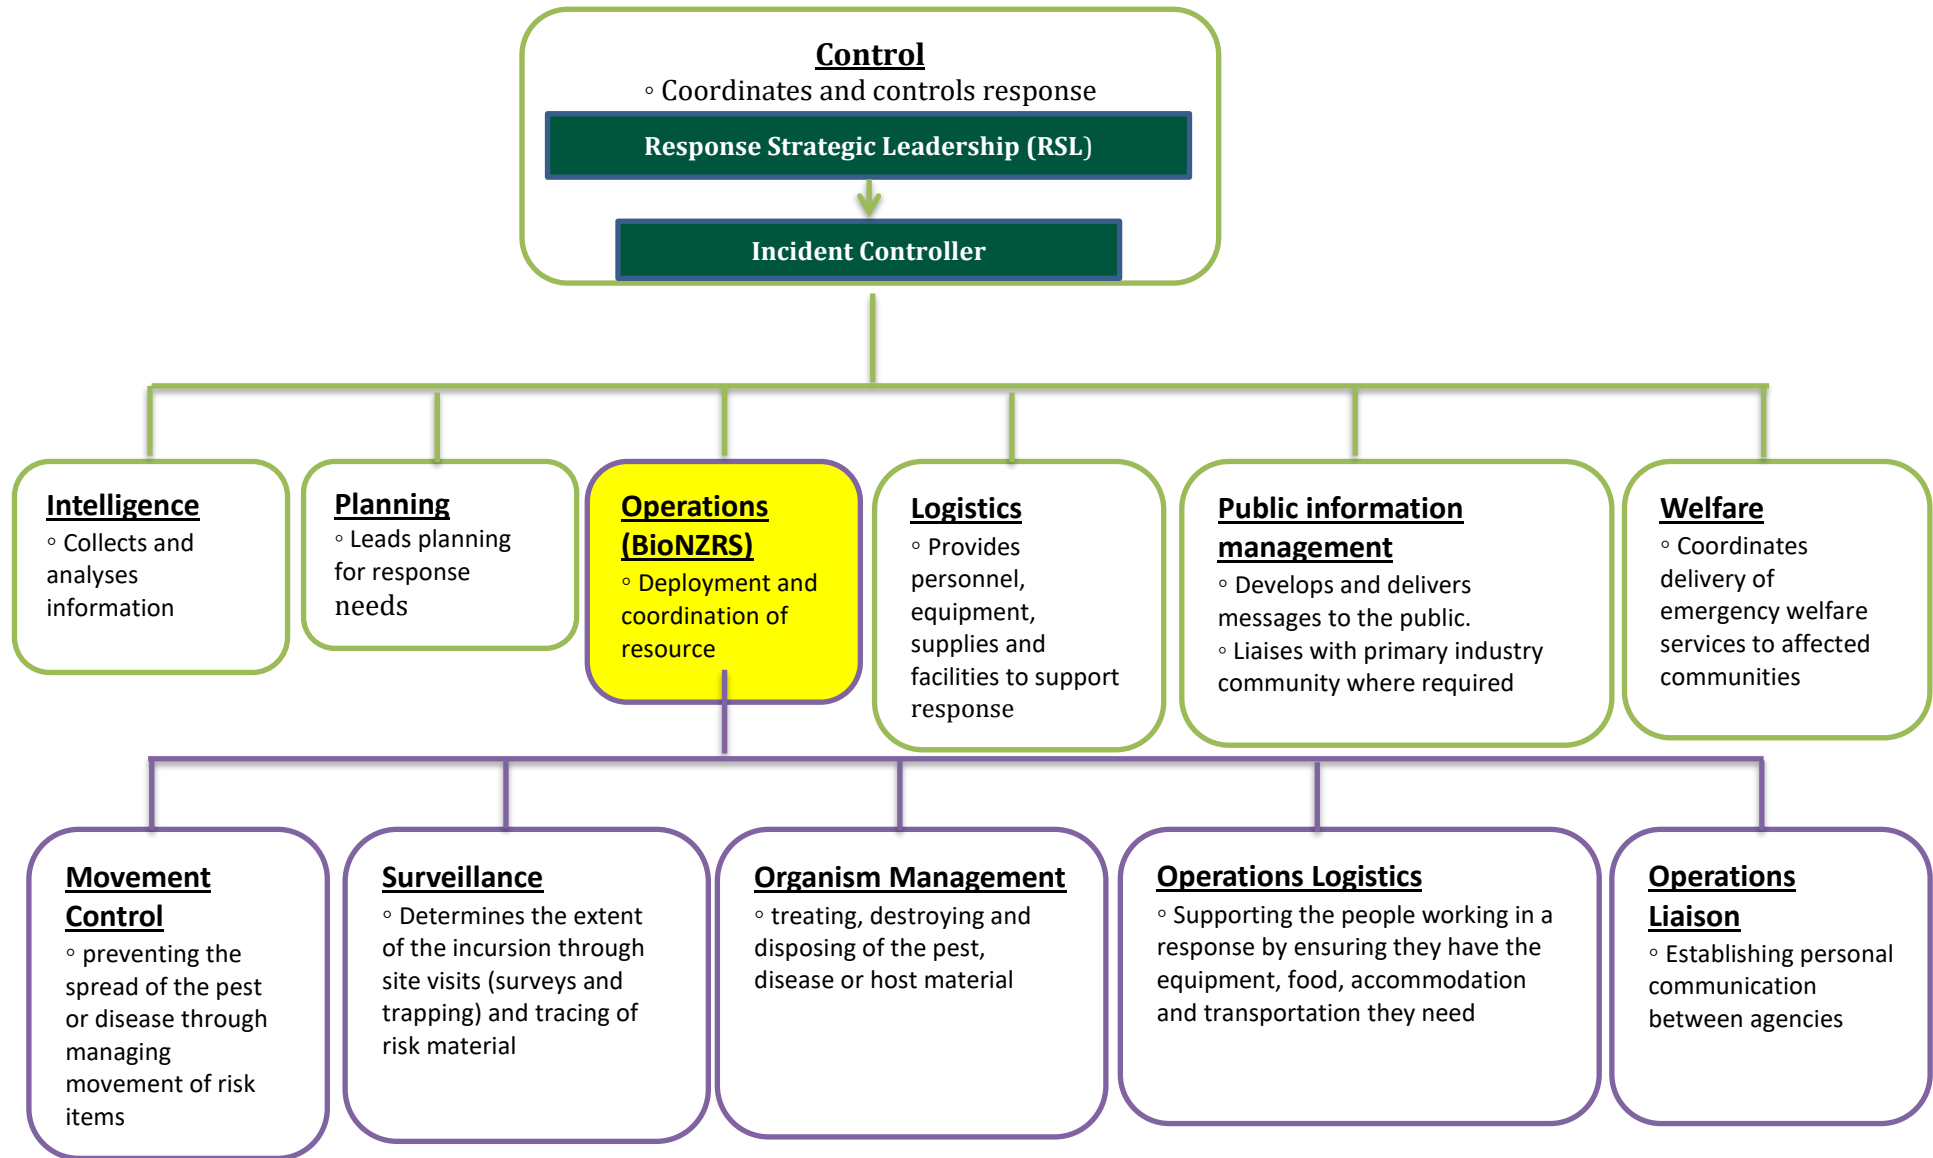 Control
◦ Coordinates and controls response
Response Strategic Leadership (RSL)
Incident Controller
Intelligence
◦ Collects and
analyses
information
Planning
◦ Leads planning
for response
needs
Operations
(BioNZRS)
◦ Deployment and
coordination of
resource
Logistics
◦ Provides
personnel,
equipment,
supplies and
facilities to support
response
Public information
management
◦ Develops and delivers
messages to the public.
◦ Liaises with primary industry
community where required
Welfare
◦ Coordinates
delivery of
emergency welfare
services to affected
communities
Movement
Control
◦ preventing the
spread of the pest
or disease through
managing
movement of risk
items
Surveillance
◦ Determines the extent
of the incursion through
site visits (surveys and
trapping) and tracing of
risk material
Organism Management
◦ treating, destroying and
disposing of the pest,
disease or host material
Operations Logistics
◦ Supporting the people working in a
response by ensuring they have the
equipment, food, accommodation
and transportation they need
Operations
Liaison
◦ Establishing personal
communication
between agencies